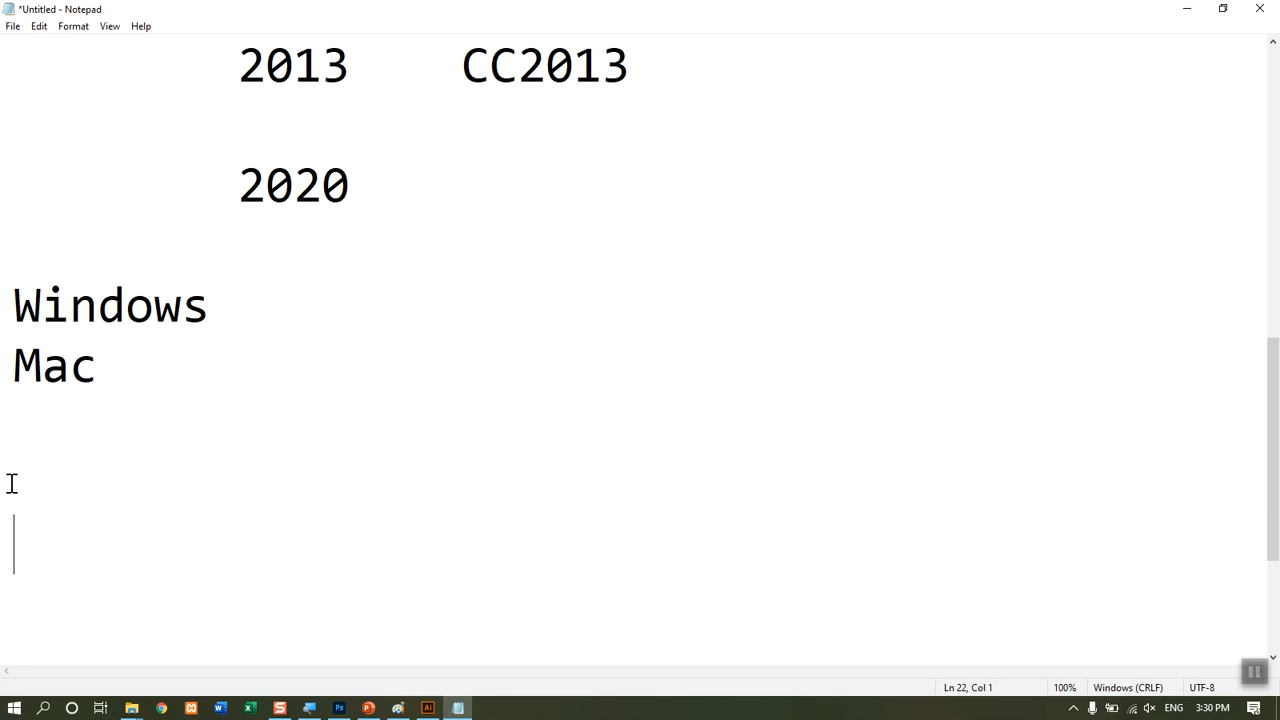 *Untitled - Notepad
File Edit Format View Help
2013 CC2013
2020
Windows
Mac
Ln 22, Col 1 100% Windows (CRLF) UTF-8
ENG 3:30 PM